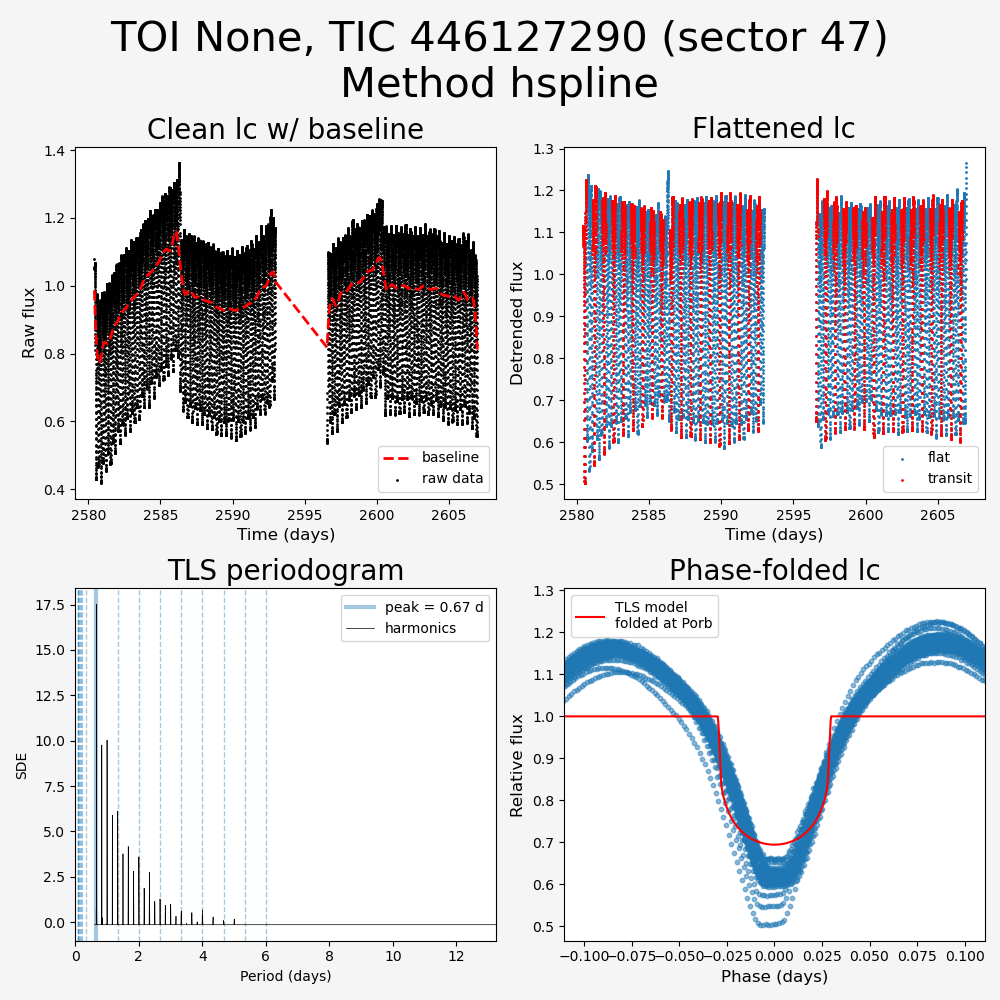 TOI None, TIC 446127290 (sector 47)
Method hspline
Clean lc w/ baseline
Raw flux
1.4
1.2
1.0
0.8
0.6
0.4
baseline
raw data
2580
2585
2590
2595
2600
2605
Time (days)
Flattened lc
Detrended flux
1.3
1.2
1.1
1.0
0.9
0.8
0.7
0.6
0.5
flat
transit
2580
2585
2590
2595
2600
2605
Time (days)
TLS periodogram
SDE
17.5
15.0
12.5
10.0
7.5
5.0
2.5
0.0
peak = 0.67 d
harmonics
0
2
4
6
8
10
12
Period (days)
Phase-folded lc
Relative flux
1.3
1.2
1.1
1.0
0.9
0.8
0.7
0.6
0.5
TLS model
folded at Porb
−0.100
−0.075
−0.050
−0.025
0.000
0.025
0.050
0.075
0.100
Phase (days)